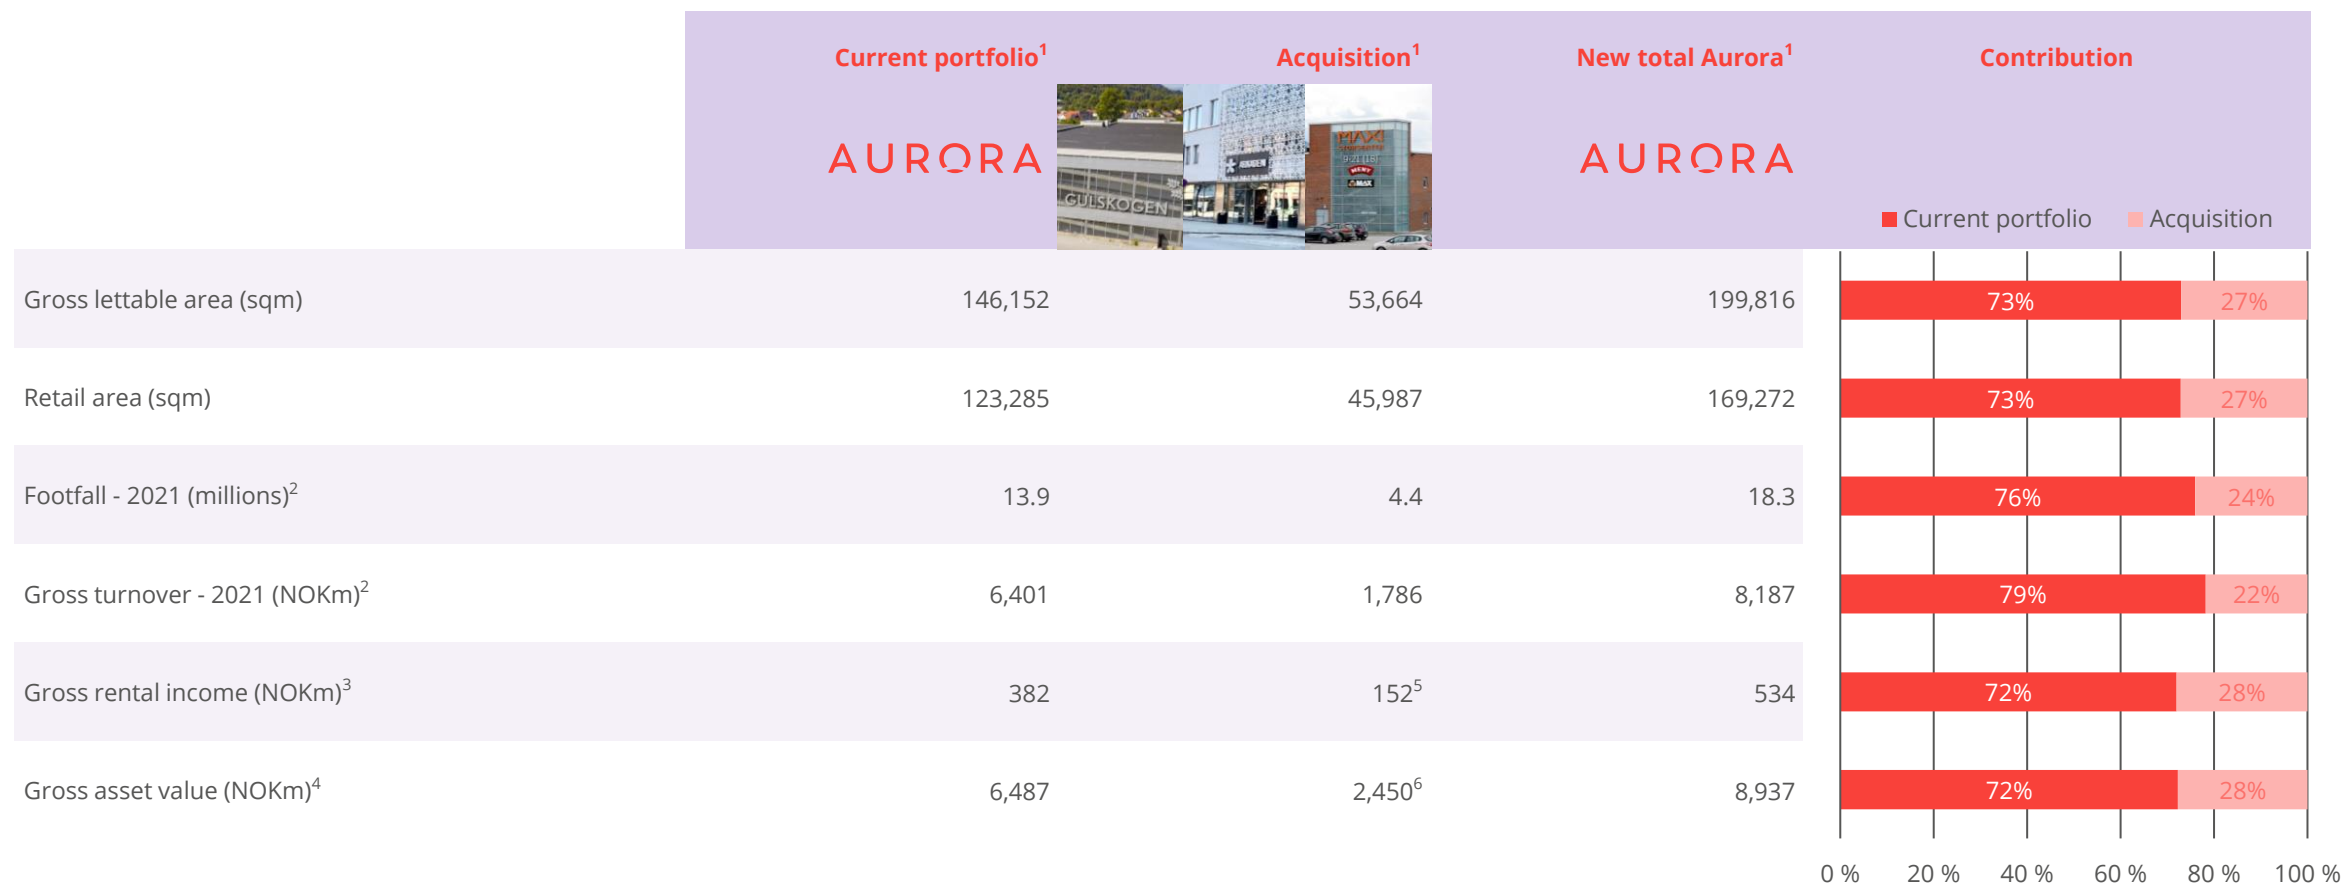 Current portfolio1 Acquisition1 New total Aurora1 Contribution
AURORA AURORA
GULSKOGEN
MAXI
Current portfolio Acquisition
Gross lettable area (sqm) 146,152 53,664 199,816 73% 27%
Retail area (sqm) 123,285 45,987 169,272 73% 27%
Footfall - 2021 (millions)2 13.9 4.4 18.3 76% 24%
Gross turnover - 2021 (NOKm)2 6,401 1,786 8,187 79% 22%
Gross rental income (NOKm)3 382 1525 534 72% 28%
Gross asset value (NOKm)4 6,487 2,4506 8,937 72% 28%
0 % 20 % 40 % 60 % 80 % 100 %